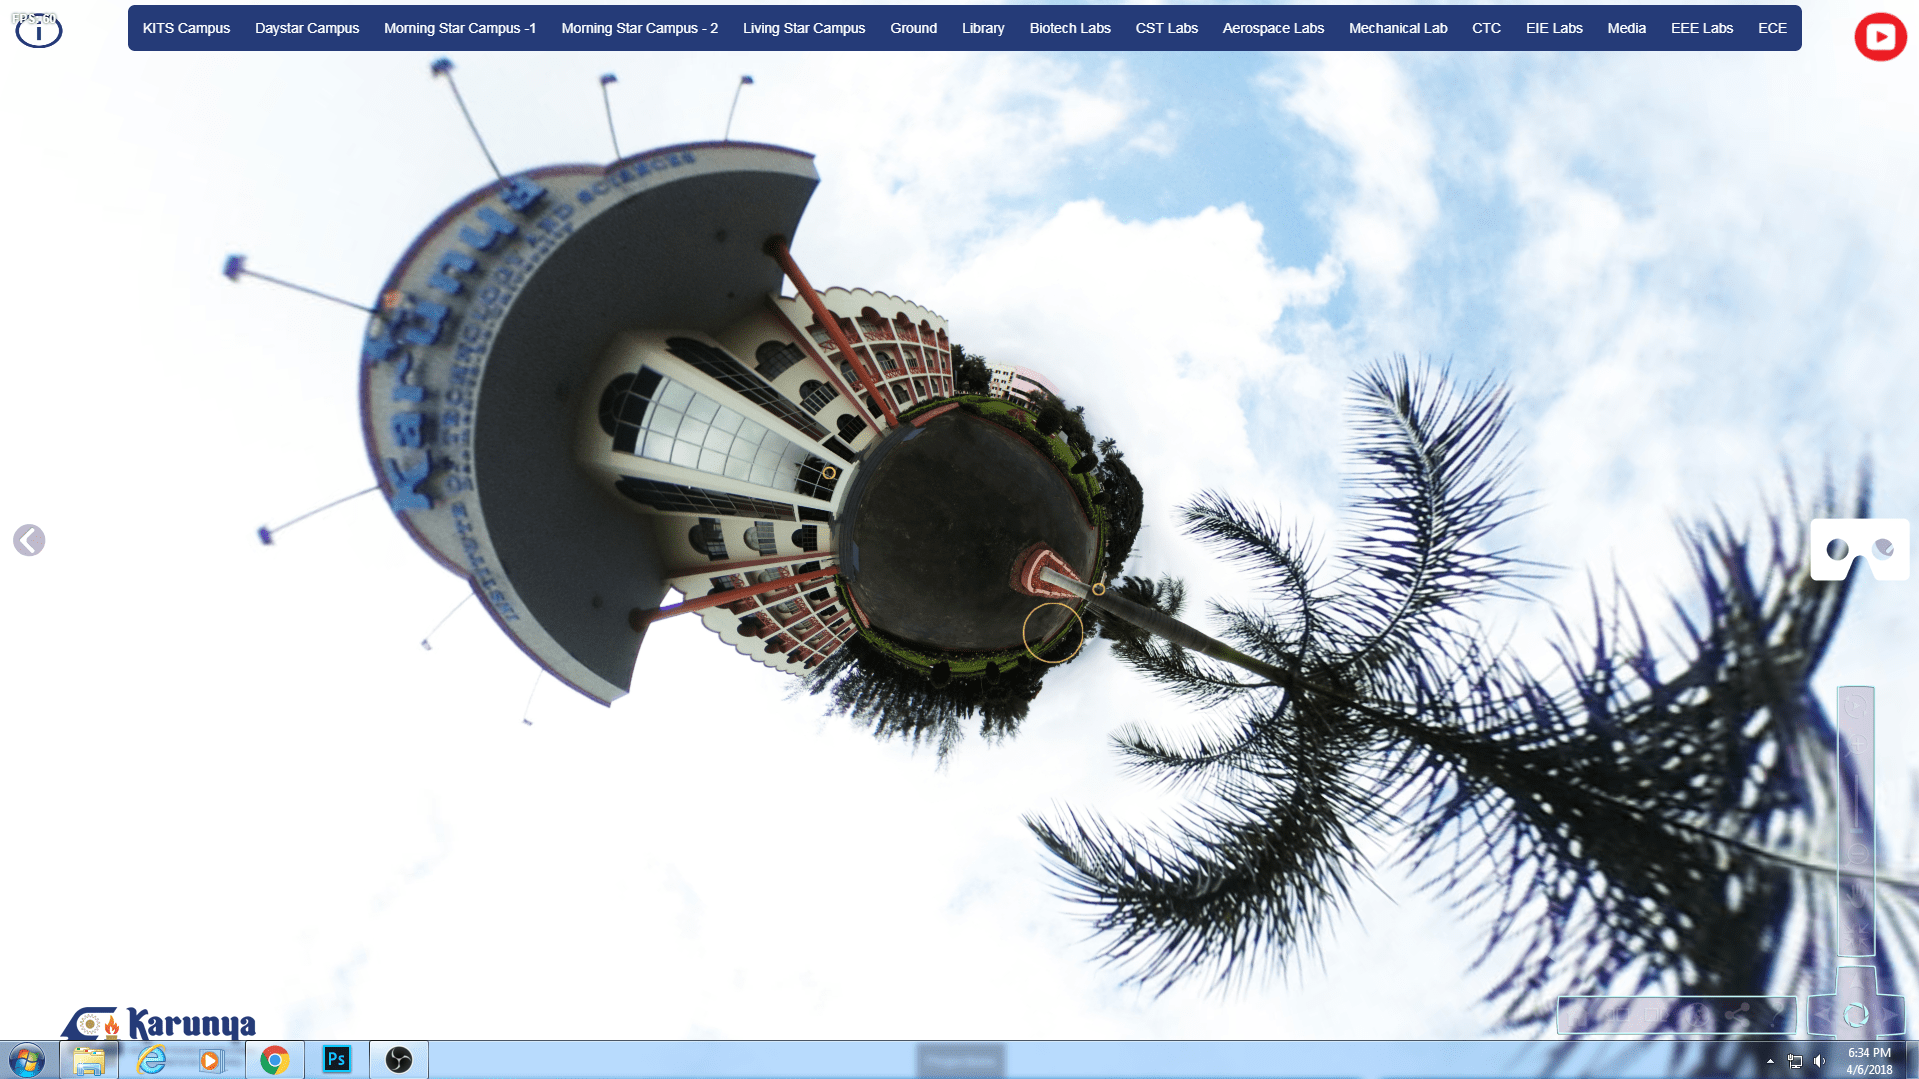 FPS: 60
i
KITS Campus Daystar Campus Morning Star Campus -1 Morning Star Campus - 2 Living Star Campus Ground Library Biotech Labs CST Labs Aerospace Labs Mechanical Lab CTC EIE Labs Media EEE Labs ECE
Karunya
INSTITUTE OF TECHNOLOGY AND SCIENCES
Karunya
Ps
6:34 PM
4/6/2018